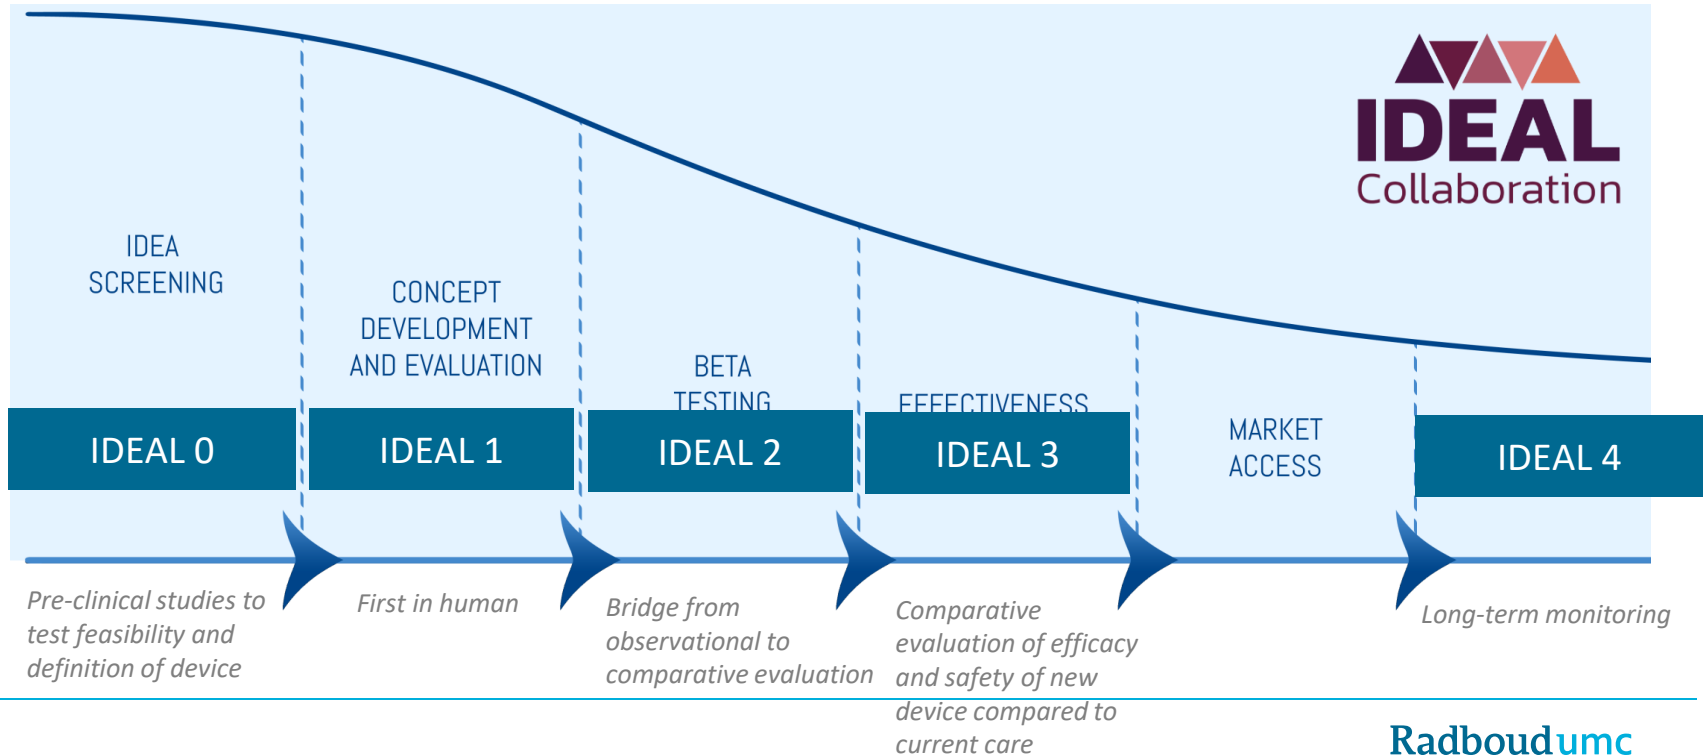 IDEAL
Collaboration
IDEA
SCREENING
CONCEPT
DEVELOPMENT
AND EVALUATION
BETA
TESTING
EFFECTIVENESS
MARKET
ACCESS
IDEAL 0
IDEAL 1
IDEAL 2
IDEAL 3
IDEAL 4
Pre-clinical studies to
test feasibility and
definition of device
First in human
Bridge from
observational to
comparative evaluation
Comparative
evaluation of efficacy
and safety of new
device compared to
current care
Long-term monitoring
Radboudumc